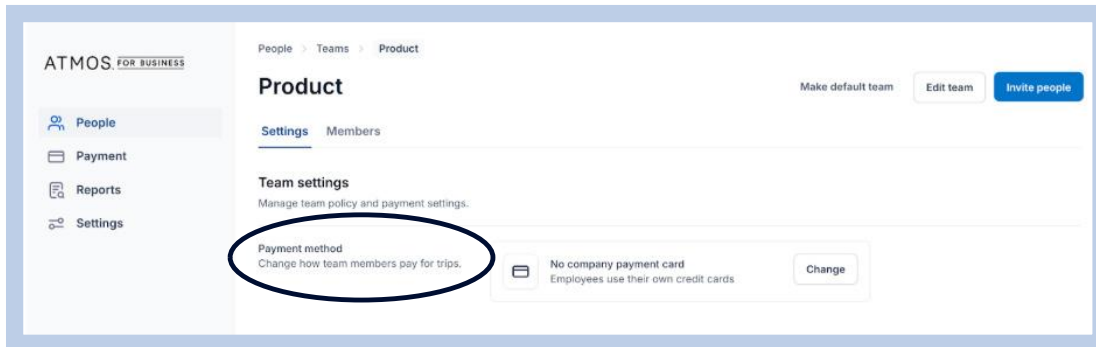 ATMOS. FOR BUSINESS
People
Payment
Reports
Settings
People > Teams > Product
Product
Make default team
Edit team
Invite people
Settings Members
Team settings
Manage team policy and payment settings.
Payment method
Change how team members pay for trips.
No company payment card
Employees use their own credit cards
Change